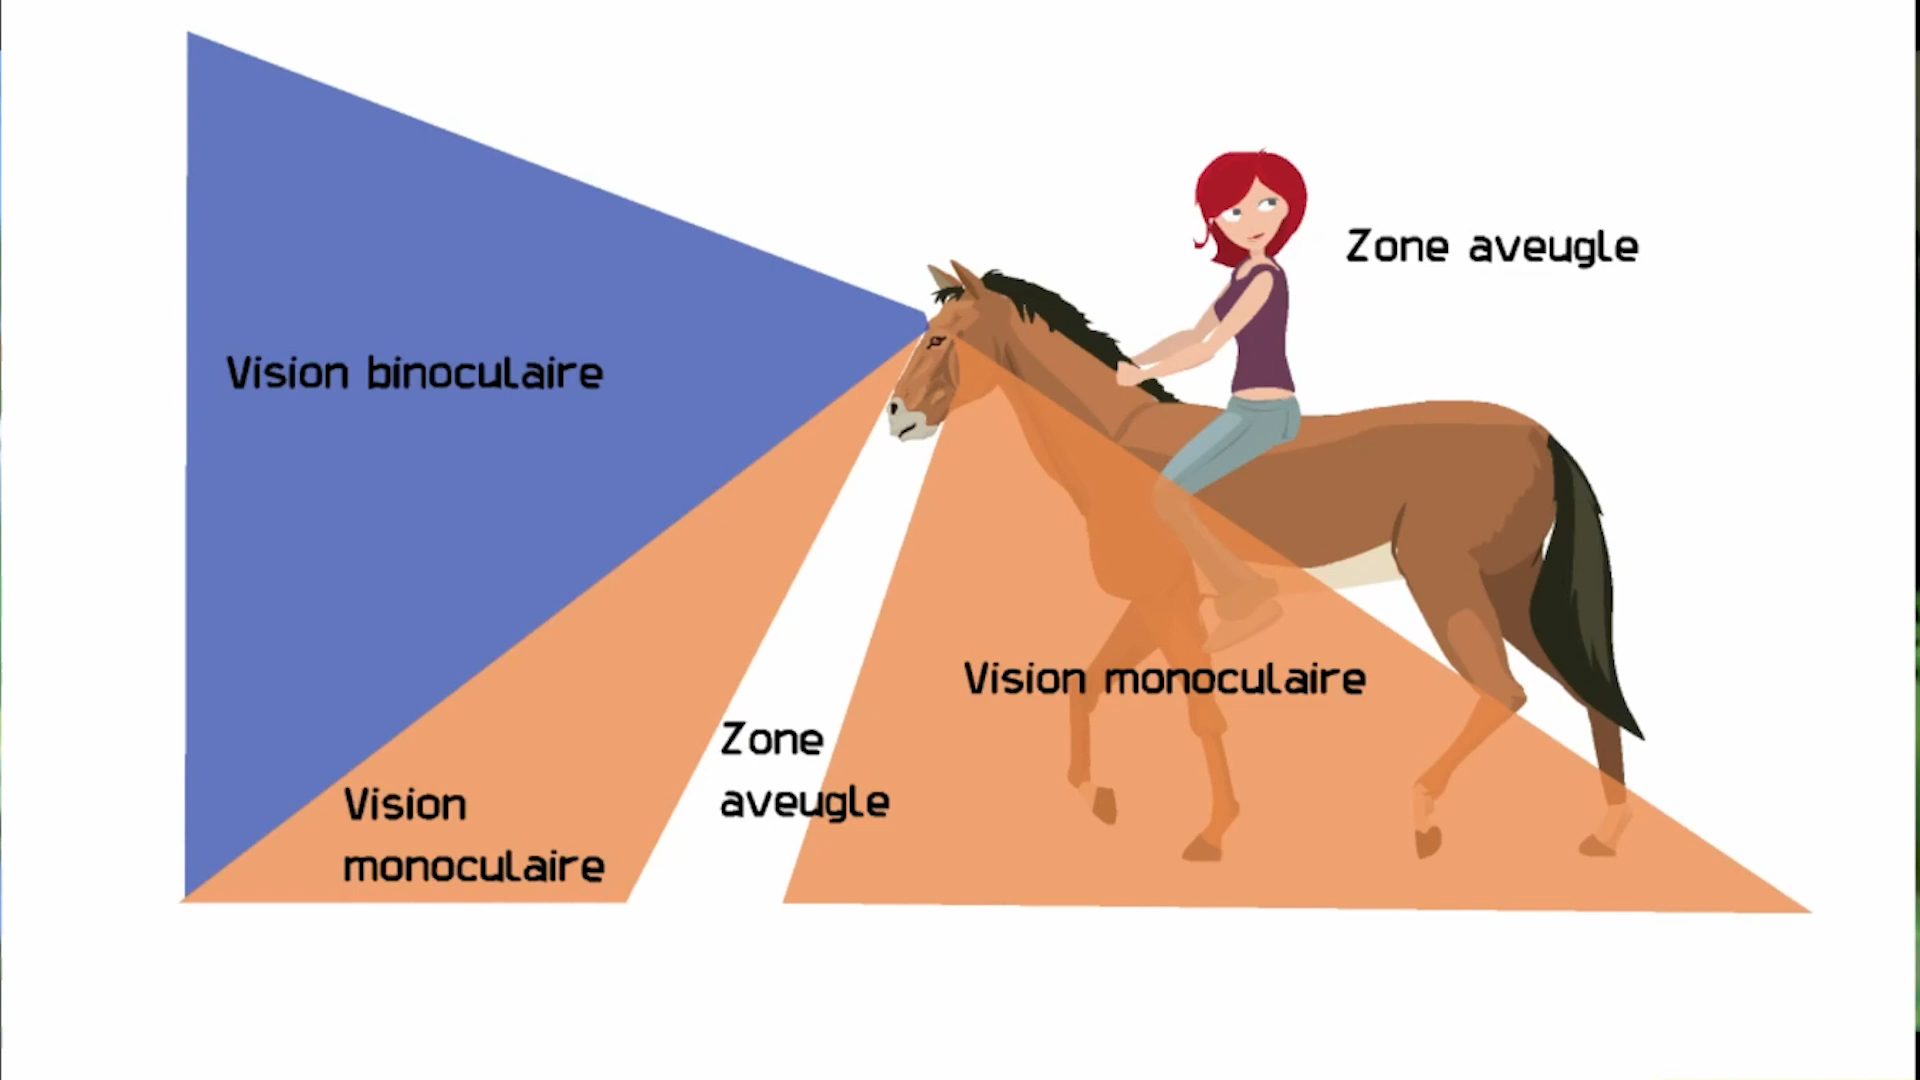 Zone aveugle
Vision binoculaire
Vision monoculaire
Zone
aveugle
Vision
monoculaire